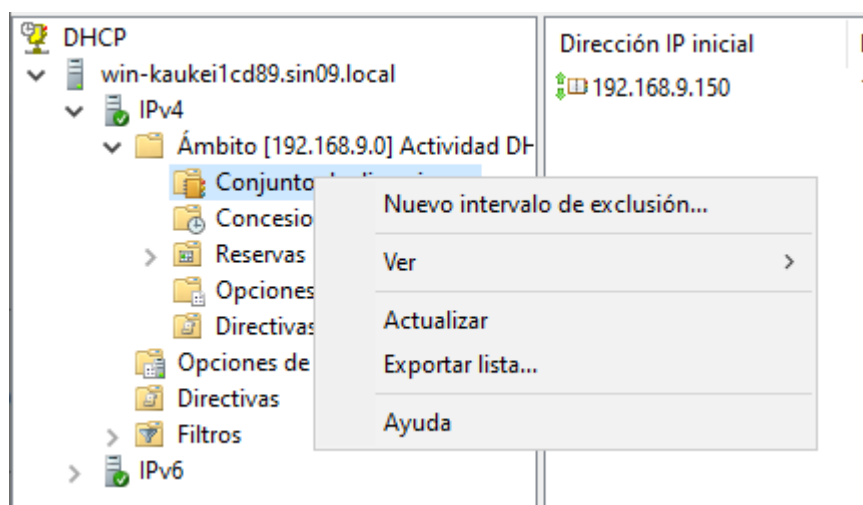 DHCP
win-kaukei1cd89.sin09.local
IPv4
Ámbito [192.168.9.0] Actividad DH
Conjunto
Concesio
Reservas
Opciones
Directivas
Opciones de
Directivas
Filtros
IPv6
Nuevo intervalo de exclusión...
Ver
Actualizar
Exportar lista...
Ayuda
Dirección IP inicial
192.168.9.150